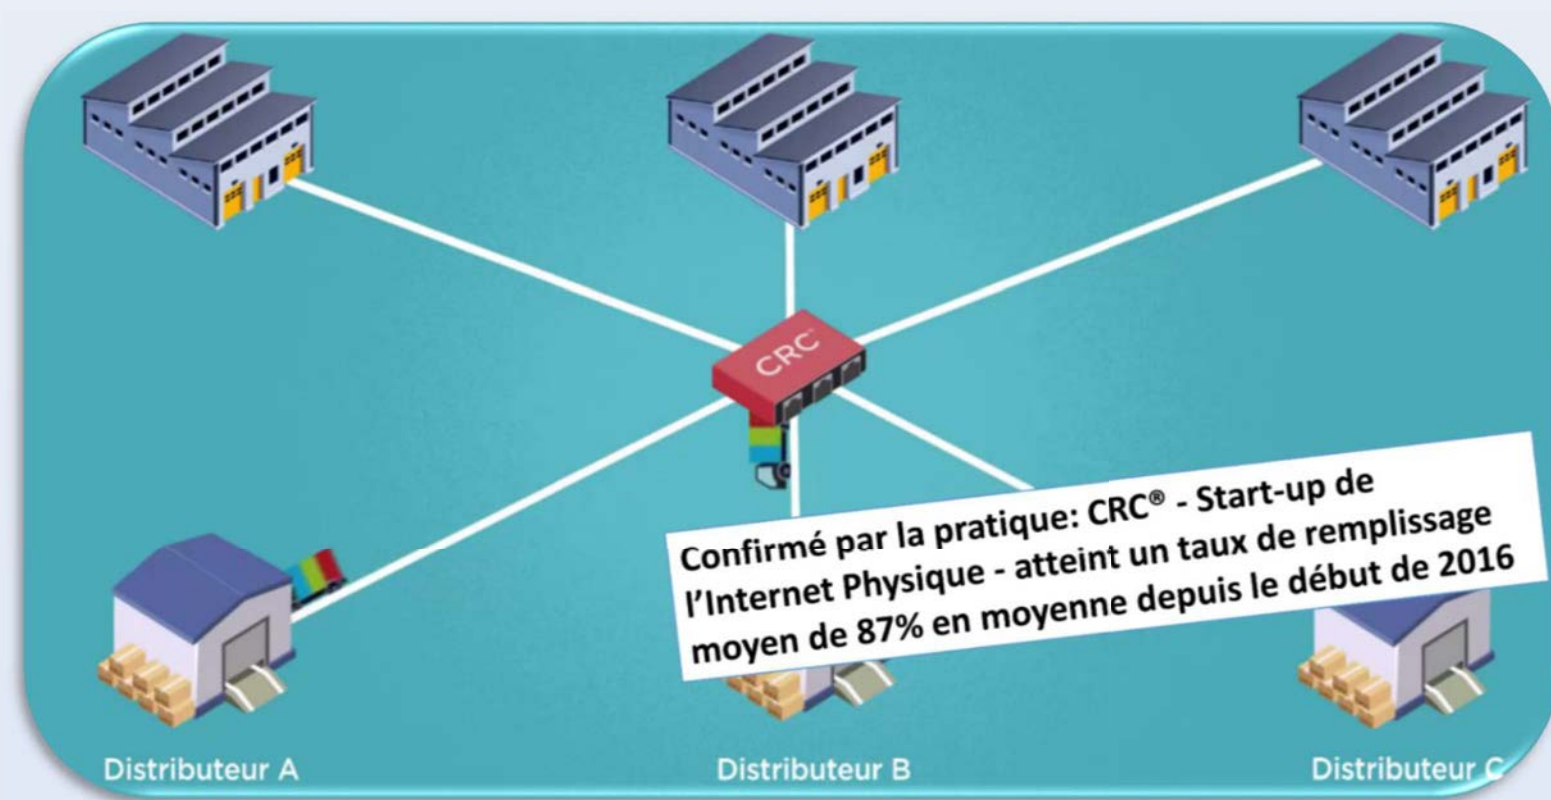 CRC®
Confirmé par la pratique: CRC® - Start-up de
l'Internet Physique - atteint un taux de remplissage
moyen de 87% en moyenne depuis le début de 2016
Distributeur A
Distributeur B
Distributeur C